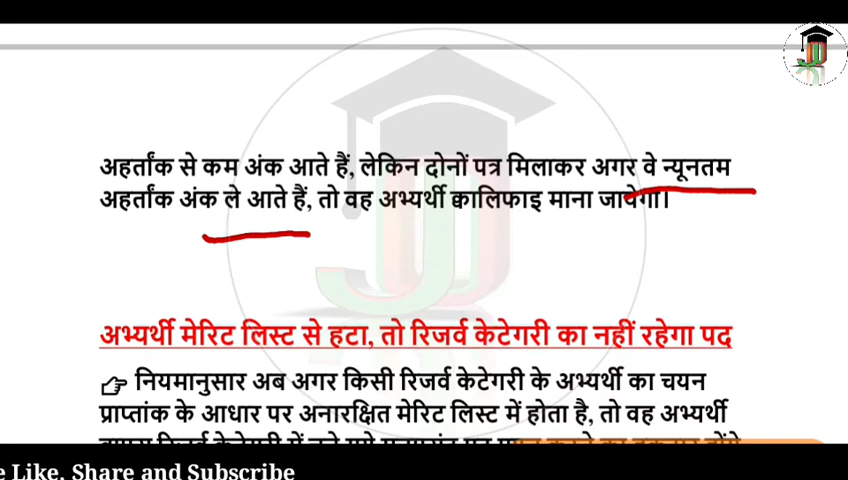 अहर्तांक से कम अंक आते हैं, लेकिन दोनों पत्र मिलाकर अगर वे न्यूनतम
अहर्तांक अंक ले आते हैं, तो वह अभ्यर्थी क्वालिफाइ माना जायेगा।
अभ्यर्थी मेरिट लिस्ट से हटा, तो रिजर्व केटेगरी का नहीं रहेगा पद
👉 नियमानुसार अब अगर किसी रिजर्व केटेगरी के अभ्यर्थी का चयन
प्राप्तांक के आधार पर अनारक्षित मेरिट लिस्ट में होता है, तो वह अभ्यर्थी
e Like, Share and Subscribe